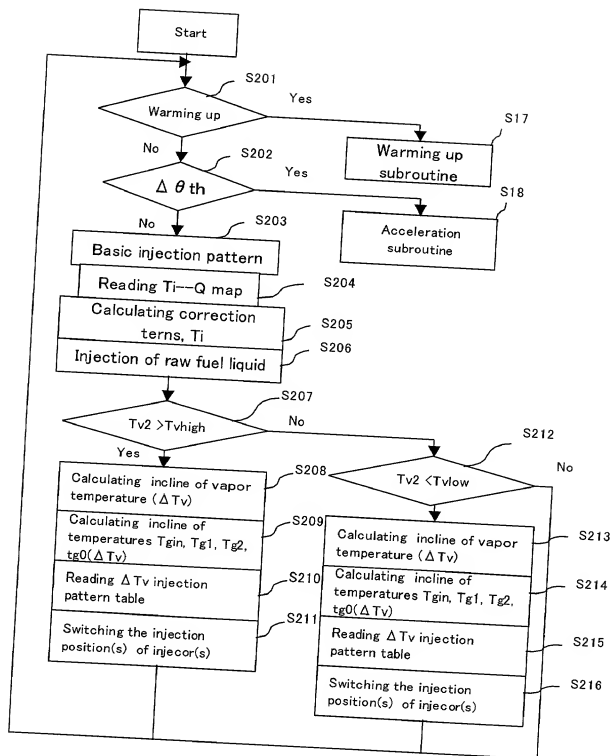 Start
S201
Warming up
Yes
S17
Warming up
subroutine
No
S202
Δθth
Yes
S18
Acceleration
subroutine
No
S203
Basic injection pattern
Reading Ti--Q map
S204
Calculating correction
terns, Ti
S205
Injection of raw fuel liquid
S206
S207
Tv2 >Tvhigh
No
S212
Yes
Tv2 <Tvlow
No
S208
Calculating incline of vapor
temperature (ΔTv)
S209
Calculating incline of
temperatures Tgin, Tg1, Tg2,
tg0(ΔTv)
S210
Reading ΔTv injection
pattern table
S211
Switching the injection
position(s) of injecor(s)
S213
Calculating incline of vapor
temperature (ΔTv)
S214
Calculating incline of
temperatures Tgin, Tg1, Tg2,
tg0(ΔTv)
S215
Reading ΔTv injection
pattern table
S216
Switching the injection
position(s) of injecor(s)